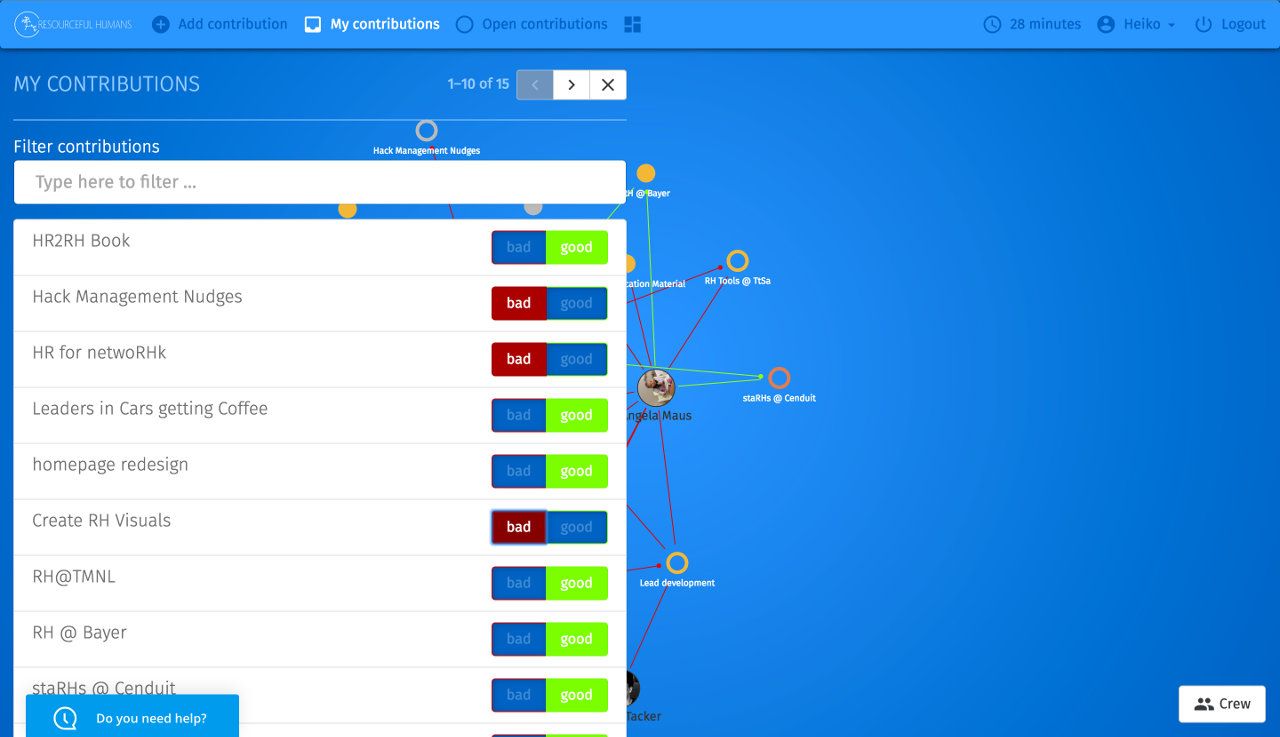 RESOURCEFUL HUMANS
Add contribution
My contributions
Open contributions
28 minutes
Heiko
Logout
MY CONTRIBUTIONS
1–10 of 15
Hack Management Nudges
Filter contributions
Type here to filter ...
RH @ Bayer
HR2RH Book
bad good
cation Material
RH Tools @ TtSa
Hack Management Nudges
bad good
HR for netwoRHk
bad good
staRHs @ Cenduit
Leaders in Cars getting Coffee
bad good
ngela Maus
homepage redesign
bad good
Create RH Visuals
bad good
RH@TMNL
bad good
Lead development
RH @ Bayer
bad good
staRHs @ Cenduit
bad good
Tacker
Do you need help?
Crew